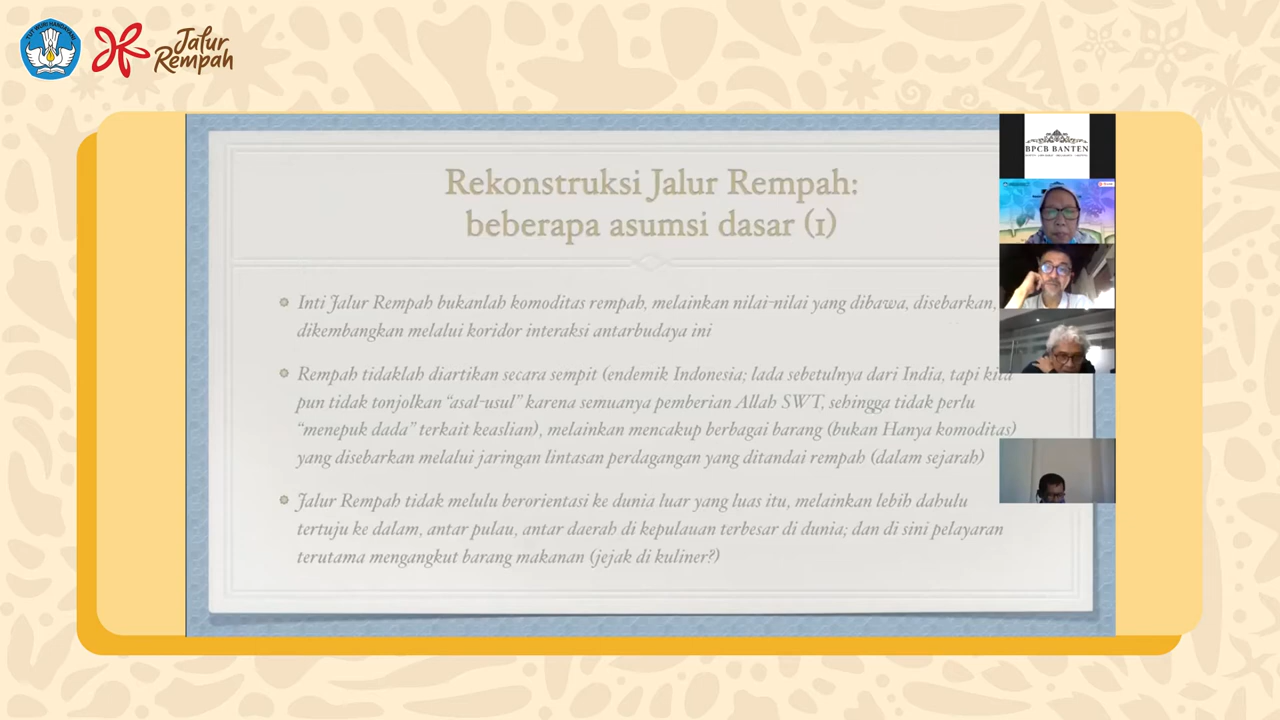 TUT WURI HANDAYANI
Jalur
Rempah
BPCB BANTEN
Rekonstruksi Jalur Rempah:
beberapa asumsi dasar (1)
Inti Jalur Rempah bukanlah komoditas rempah, melainkan nilai-nilai yang dibawa, disebarkan,
dikembangkan melalui koridor interaksi antarbudaya ini
Rempah tidaklah diartikan secara sempit (endemik Indonesia; lada sebetulnya dari India, tapi kita
pun tidak tonjolkan “asal-usul” karena semuanya pemberian Allah SWT, sehingga tidak perlu
“menepuk dada” terkait keaslian), melainkan mencakup berbagai barang (bukan Hanya komoditas)
yang disebarkan melalui jaringan lintasan perdagangan yang ditandai rempah (dalam sejarah)
Jalur Rempah tidak melulu berorientasi ke dunia luar yang luas itu, melainkan lebih dahulu
tertuju ke dalam, antar pulau, antar daerah di kepulauan terbesar di dunia; dan di sini pelayaran
terutama mengangkut barang makanan (jejak di kuliner?)